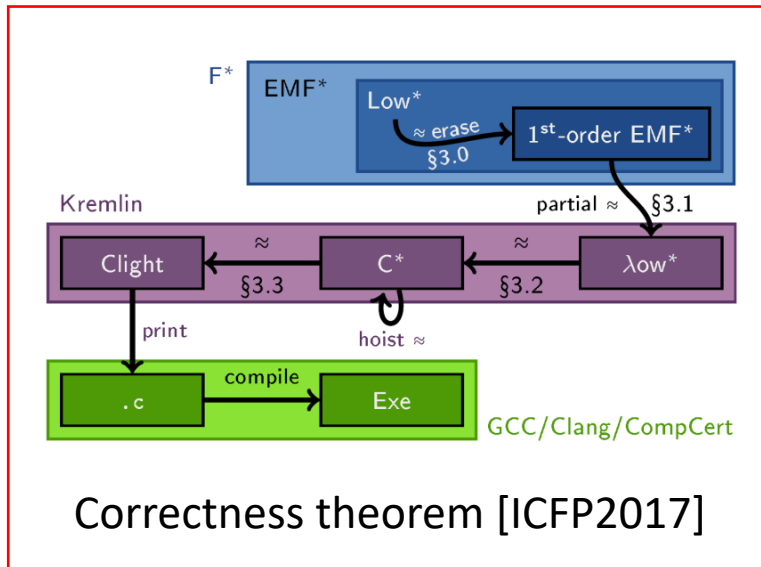 F*
EMF*
Low*
≈ erase
§3.0
1st-order EMF*
partial ≈ §3.1
Kremlin
Clight
≈
§3.3
C*
≈
§3.2
λow*
print
hoist ≈
.c
compile
Exe
GCC/Clang/CompCert
Correctness theorem [ICFP2017]